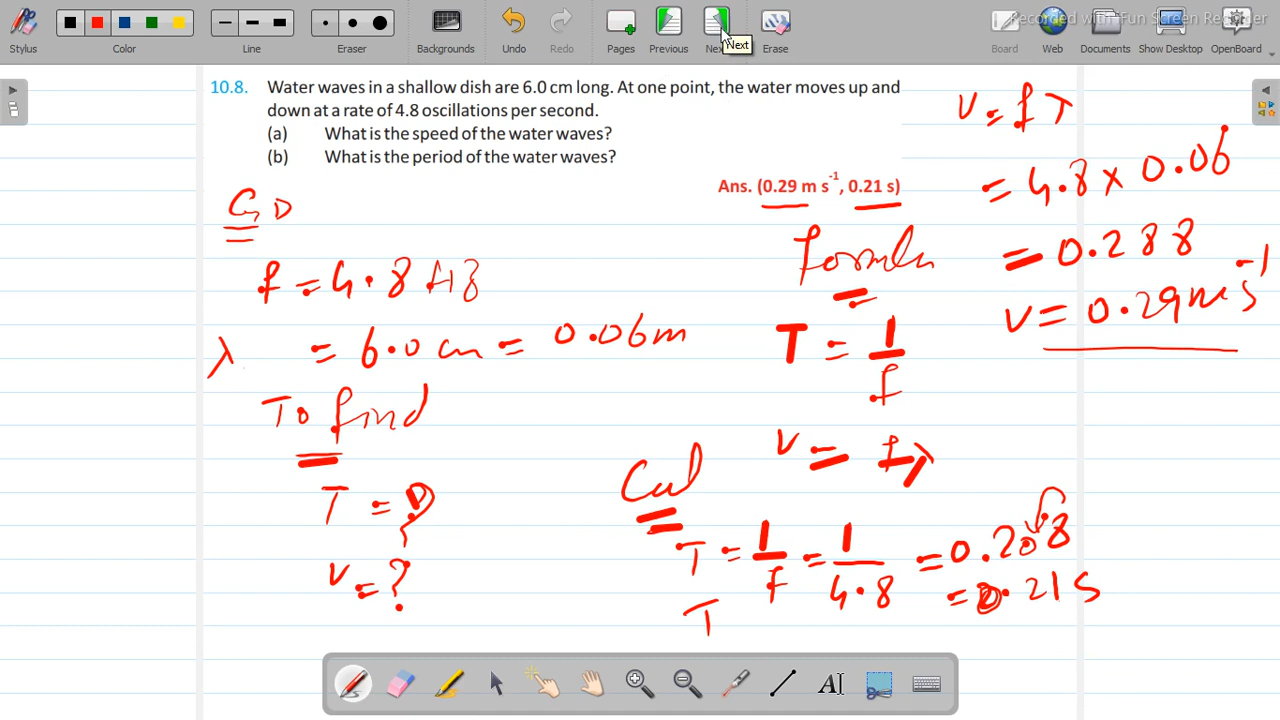 Stylus
Color
Line
Eraser
Backgrounds
Undo
Redo
Pages
Previous
Next
Next
Erase
Board
Web
Documents
Show Desktop
OpenBoard
Recorded with Fun Screen Recorder
10.8. Water waves in a shallow dish are 6.0 cm long. At one point, the water moves up and
down at a rate of 4.8 oscillations per second.
(a) What is the speed of the water waves?
(b) What is the period of the water waves?
Ans. (0.29 m s⁻¹, 0.21 s)
f = 4.8 Hz
λ = 6.0 cm = 0.06m
To find
T = ?
v = ?
Formula
T = 1/f
v = fλ
Cal
T = 1/f = 1/4.8 = 0.208
= 0.21 s
T
= 4.8 x 0.06
= 0.288
v = 0.29 m s⁻¹